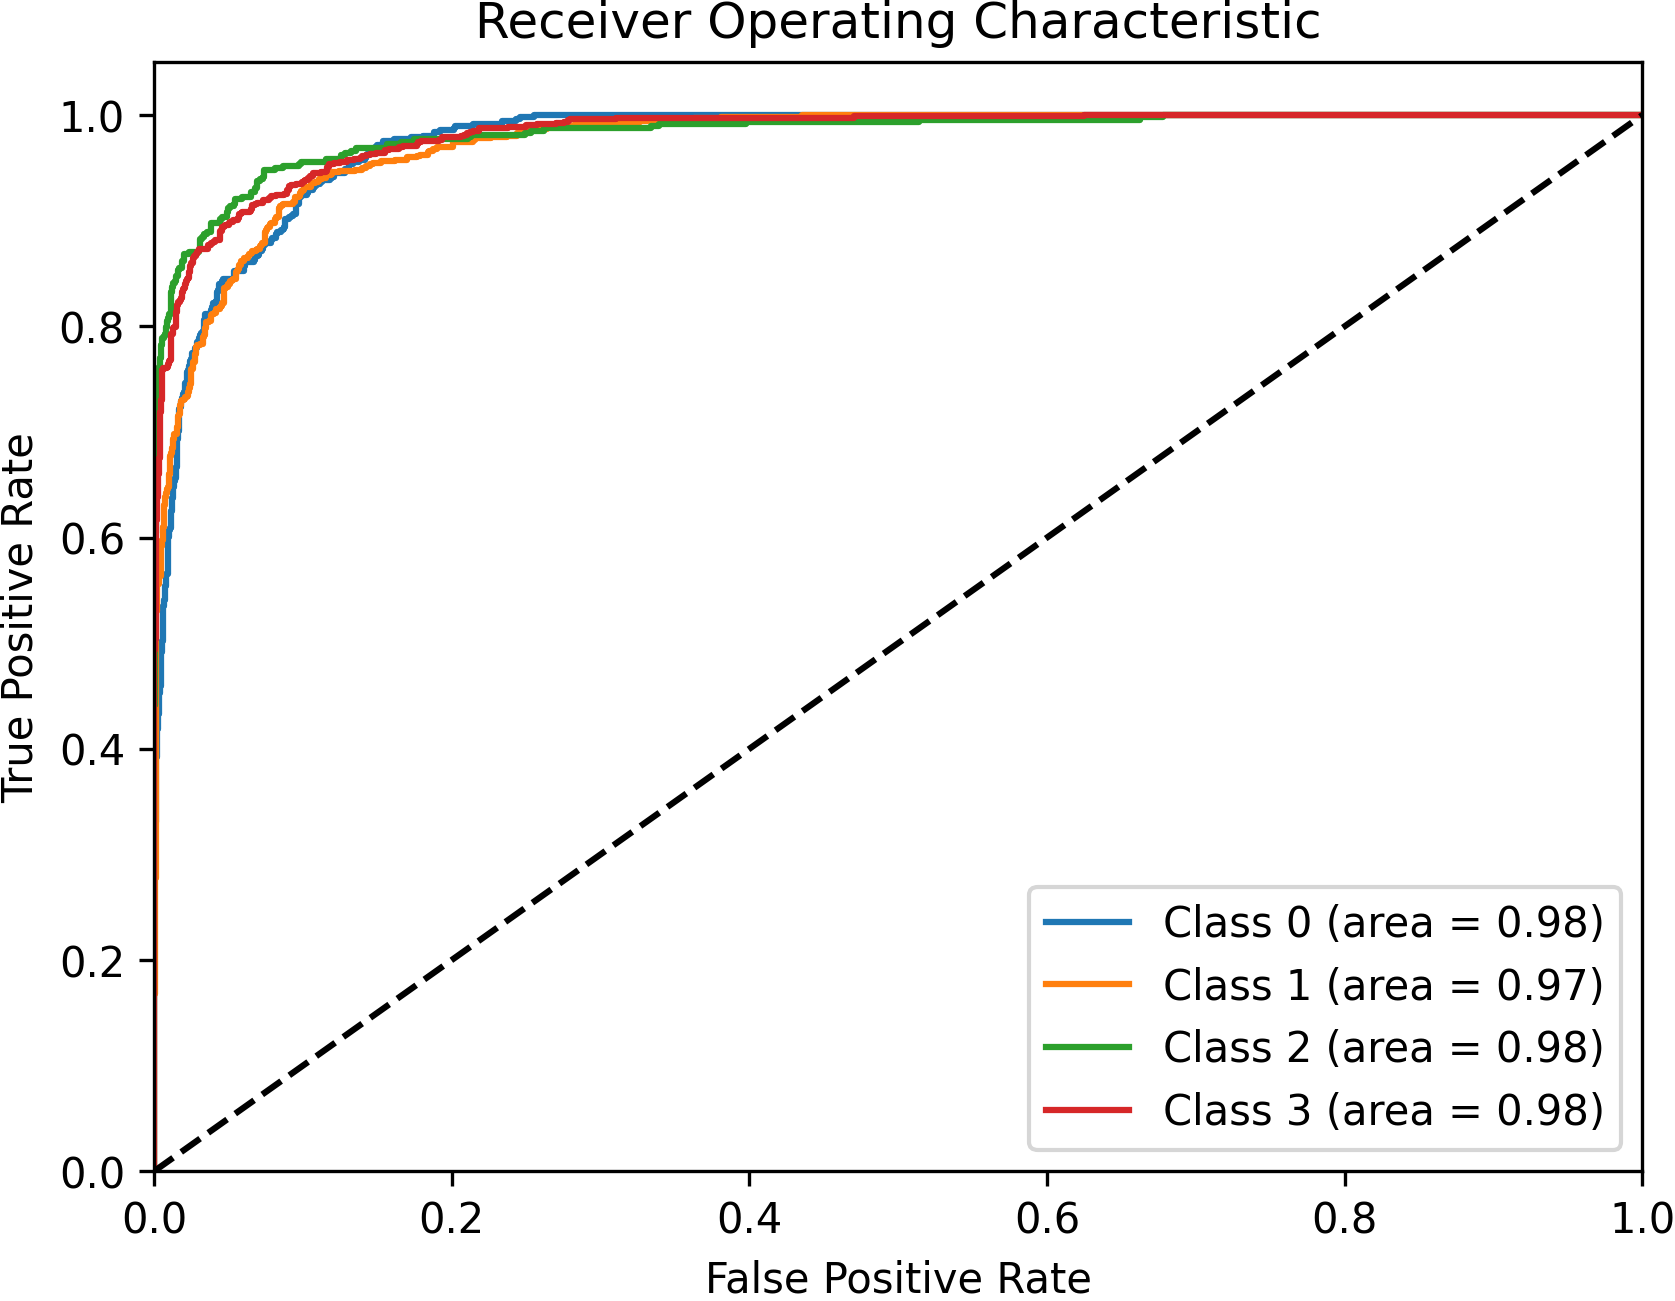 Receiver Operating Characteristic
True Positive Rate
1.0
0.8
0.6
0.4
0.2
0.0
0.0 0.2 0.4 0.6 0.8 1.0
False Positive Rate
Class 0 (area = 0.98)
Class 1 (area = 0.97)
Class 2 (area = 0.98)
Class 3 (area = 0.98)